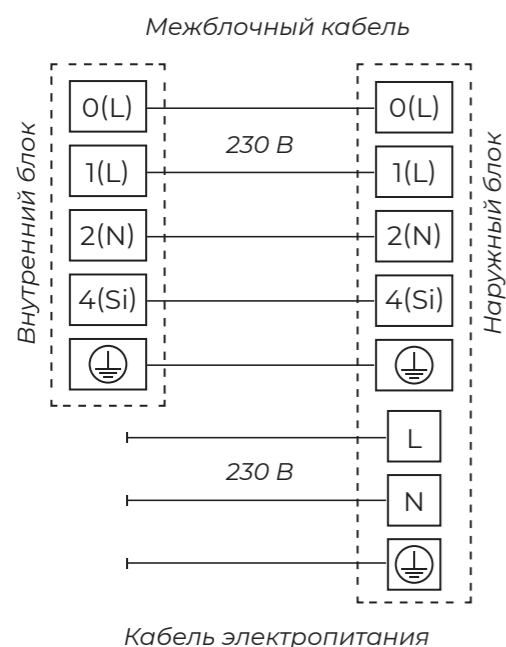 Межблочный кабель
Внутренний блок
Наружный блок
0(L)
0(L)
230 В
1(L)
1(L)
2(N)
2(N)
4(Si)
4(Si)
L
230 В
N
Кабель электропитания